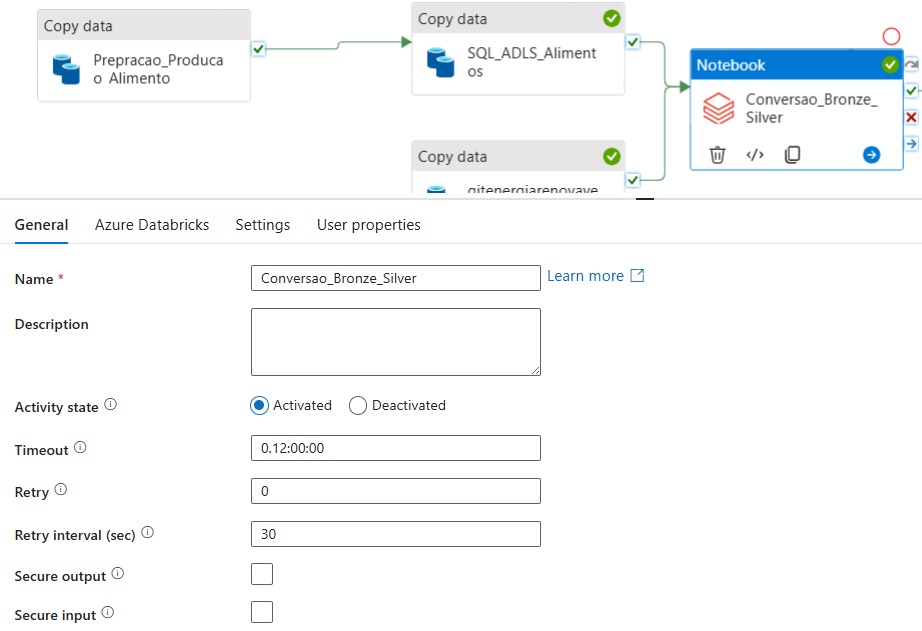 Copy data
Prepracao_Produca
o_Alimento
Copy data
SQL_ADLS_Aliment
os
Copy data
Notebook
Conversao_Bronze_
Silver
General
Azure Databricks
Settings
User properties
Name *
Conversao_Bronze_Silver
Learn more
Description
Activity state
Activated
Deactivated
Timeout
0.12:00:00
Retry
0
Retry interval (sec)
30
Secure output
Secure input